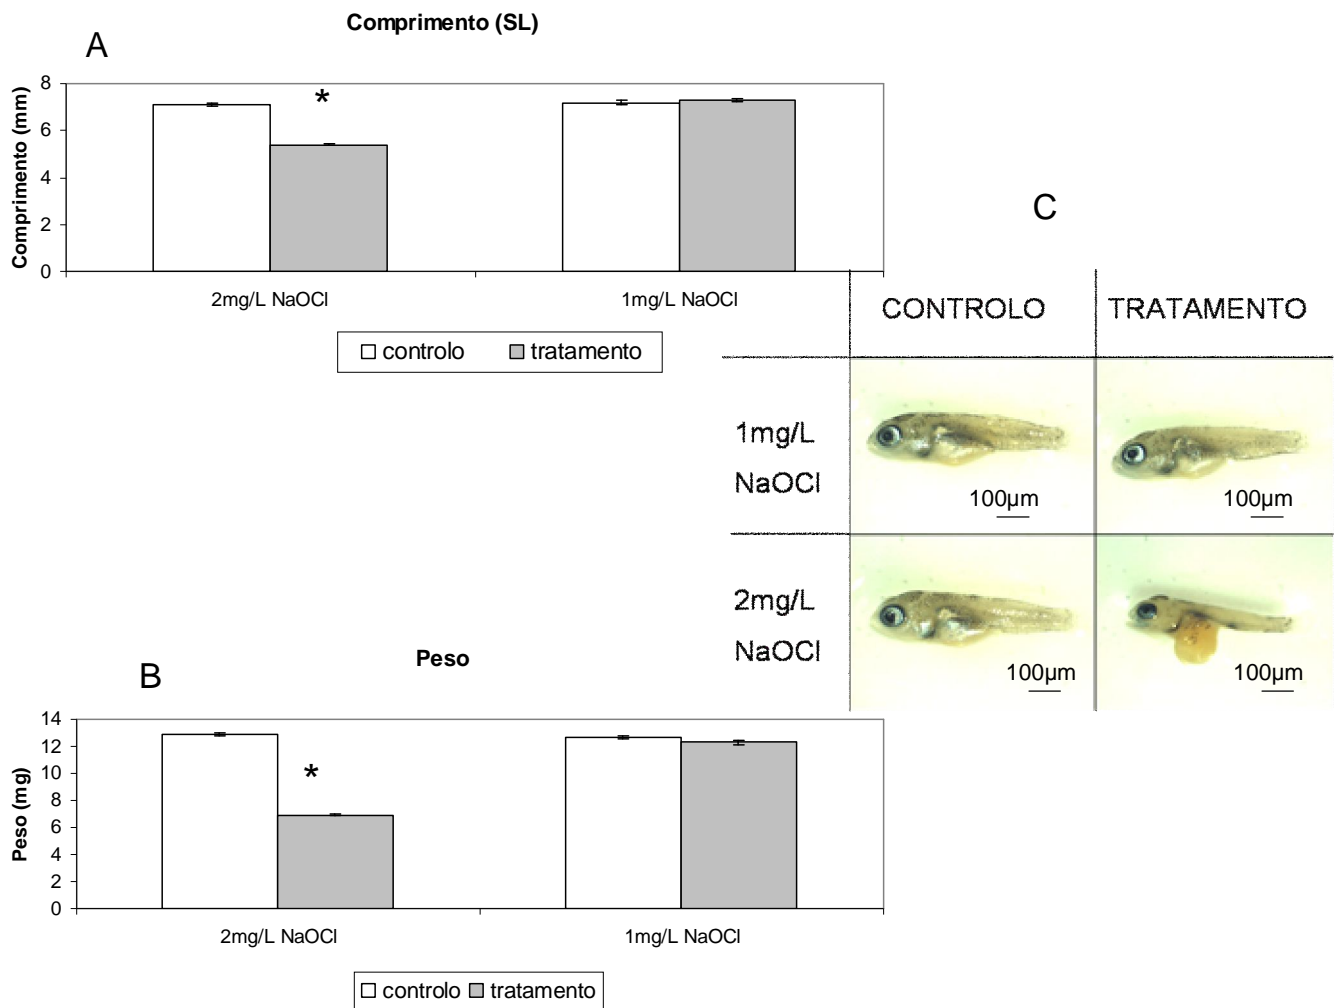 Comprimento (SL)
A
Comprimento (mm)
8
6
4
2
0
*
2mg/L NaOCl
1mg/L NaOCl
controlo tratamento
C
CONTROLO TRATAMENTO
1mg/L
NaOCl
100µm
100µm
2mg/L
NaOCl
100µm
100µm
Peso
B
Peso (mg)
14
12
10
8
6
4
2
0
*
2mg/L NaOCl
1mg/L NaOCl
controlo tratamento